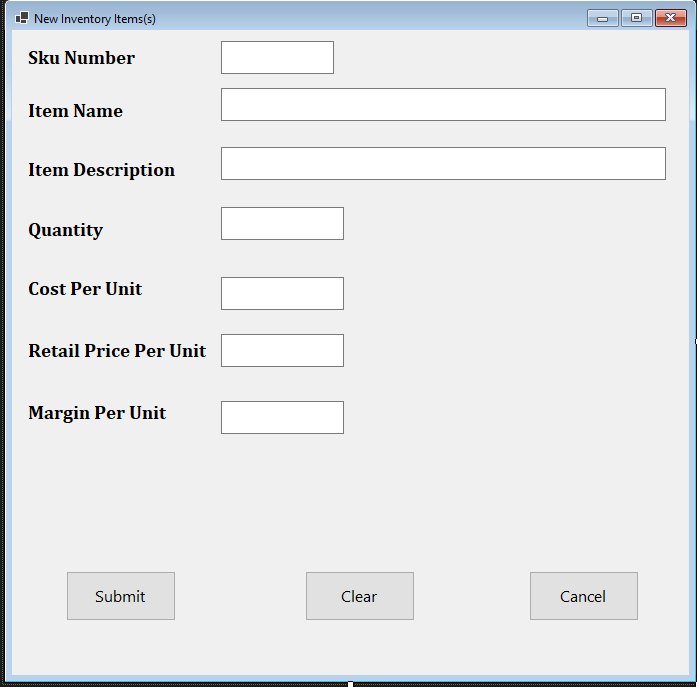 New Inventory Items(s)
Sku Number
Item Name
Item Description
Quantity
Cost Per Unit
Retail Price Per Unit
Margin Per Unit
Submit Clear Cancel